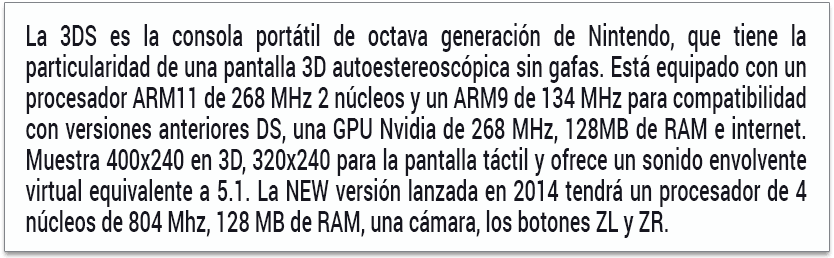 La 3DS es la consola portátil de octava generación de Nintendo, que tiene la
particularidad de una pantalla 3D autoestereoscópica sin gafas. Está equipado con un
procesador ARM11 de 268 MHz 2 núcleos y un ARM9 de 134 MHz para compatibilidad
con versiones anteriores DS, una GPU Nvidia de 268 MHz, 128MB de RAM e internet.
Muestra 400x240 en 3D, 320x240 para la pantalla táctil y ofrece un sonido envolvente
virtual equivalente a 5.1. La NEW versión lanzada en 2014 tendrá un procesador de 4
núcleos de 804 Mhz, 128 MB de RAM, una cámara, los botones ZL y ZR.